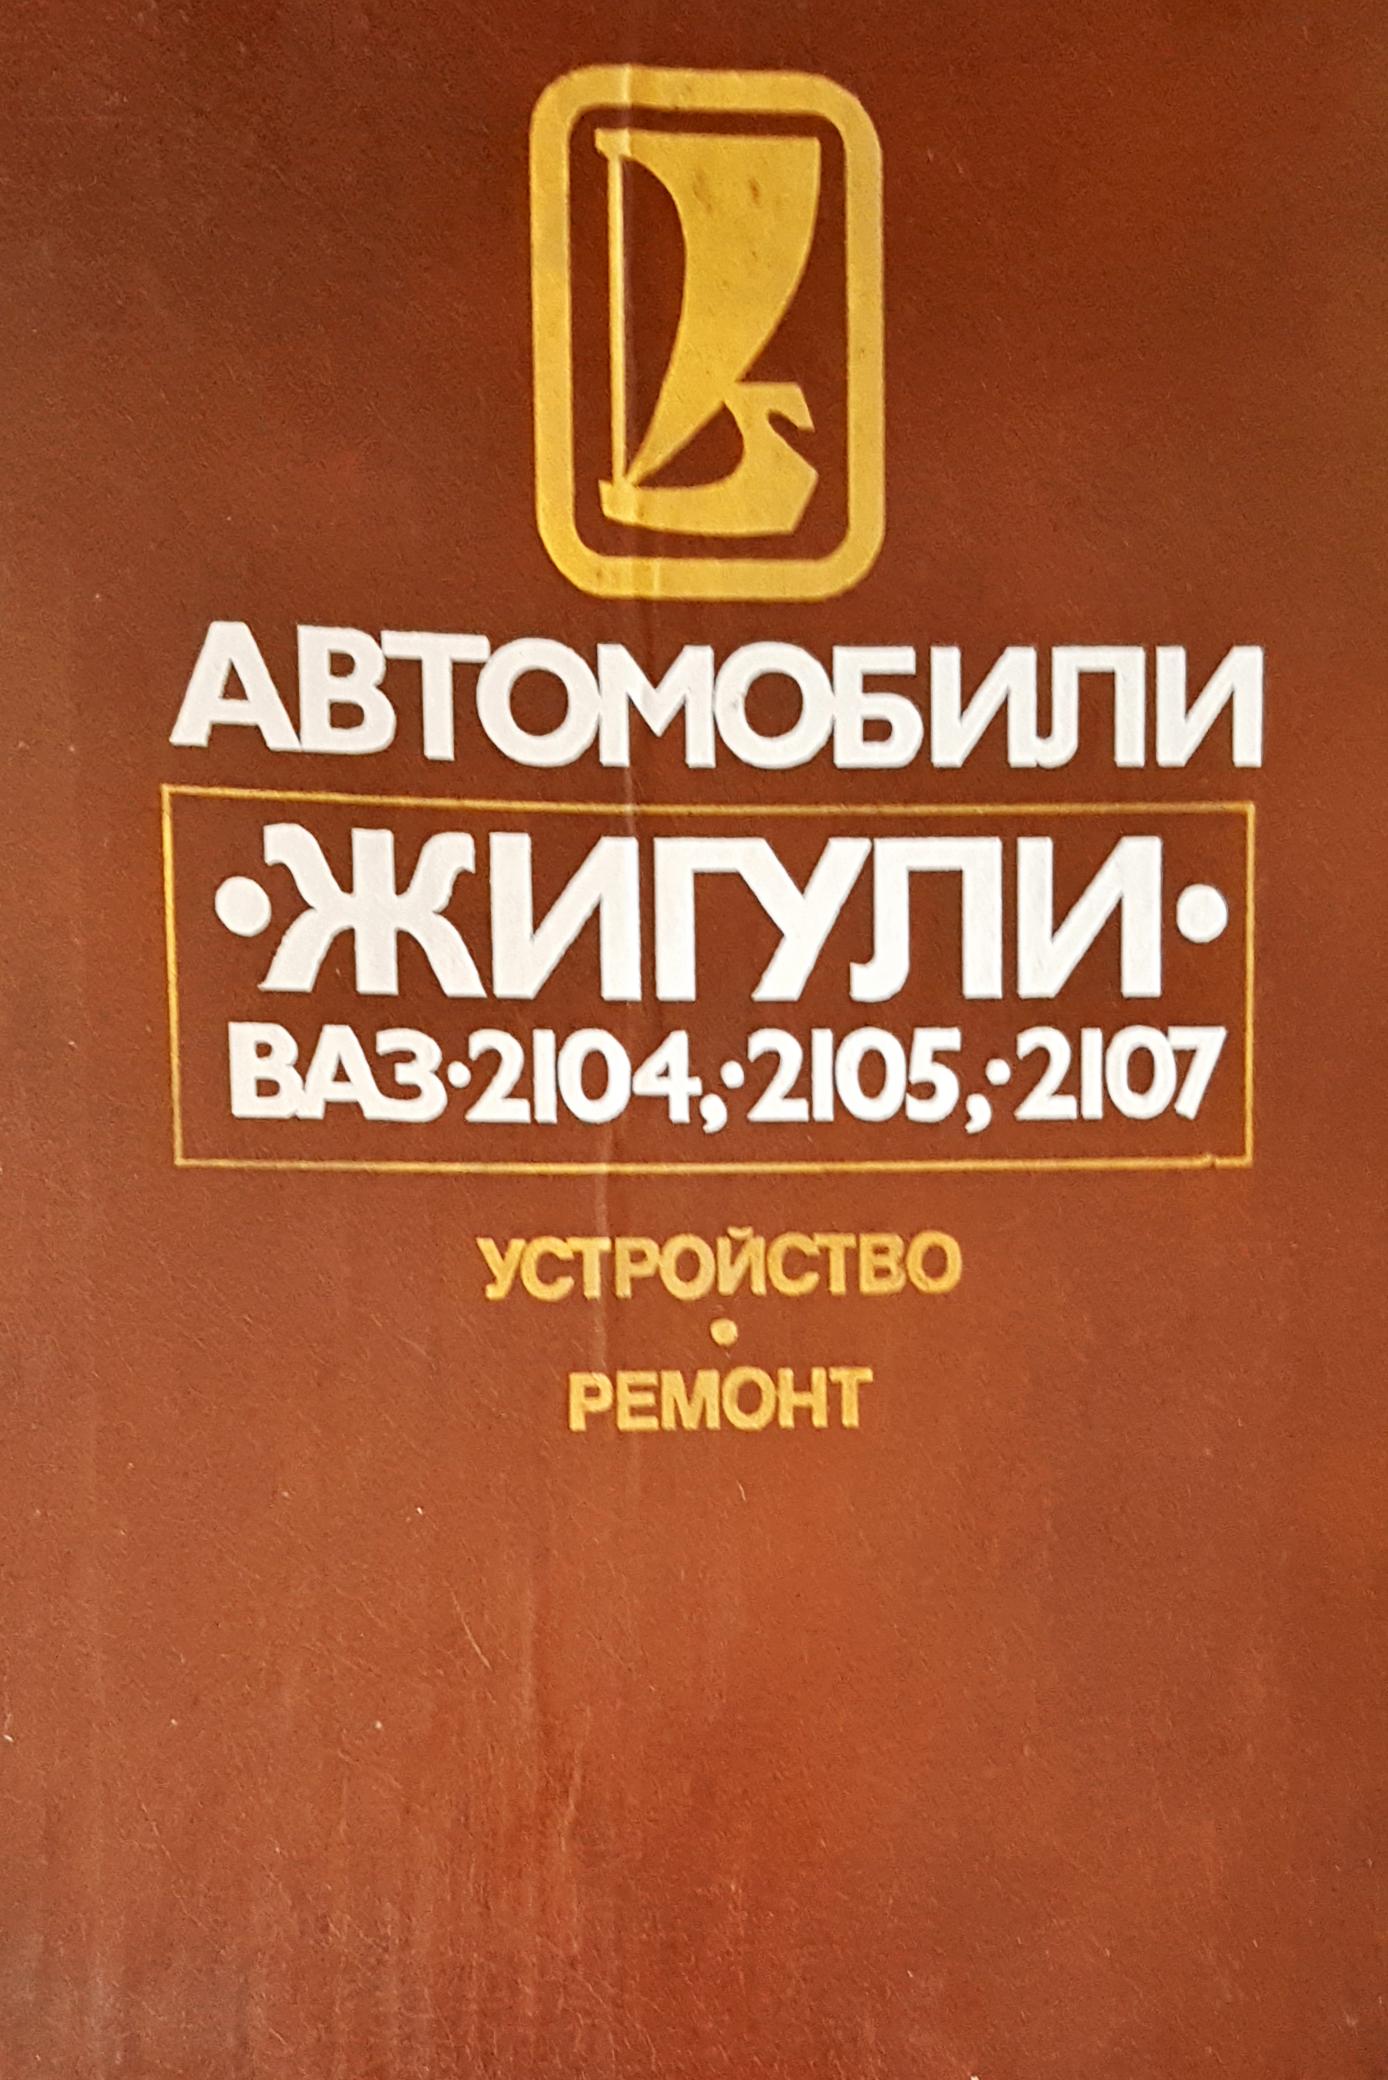 АВТОМОБИЛИ
·ЖИГУЛИ·
ВАЗ·2104,·2105,·2107
УСТРОЙСТВО
·
РЕМОНТ